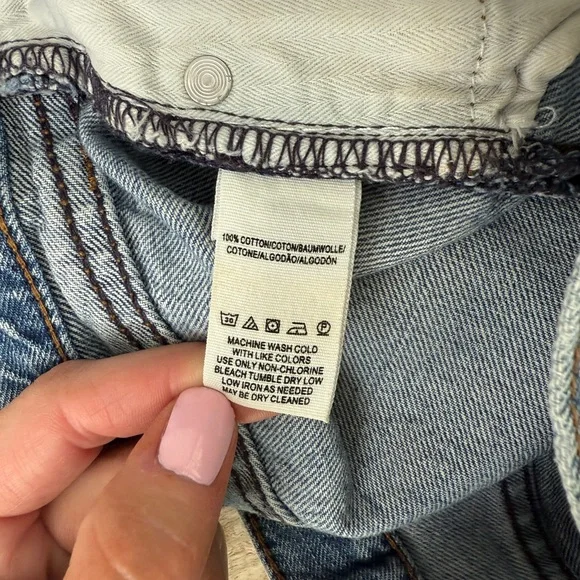 100% COTTON/COTON/BAUMWOLLE/
COTONE/ALGODÃO/ALGODÓN
30 P
MACHINE WASH COLD
WITH LIKE COLORS
USE ONLY NON-CHLORINE
BLEACH TUMBLE DRY LOW
LOW IRON AS NEEDED
MAY BE DRY CLEANED